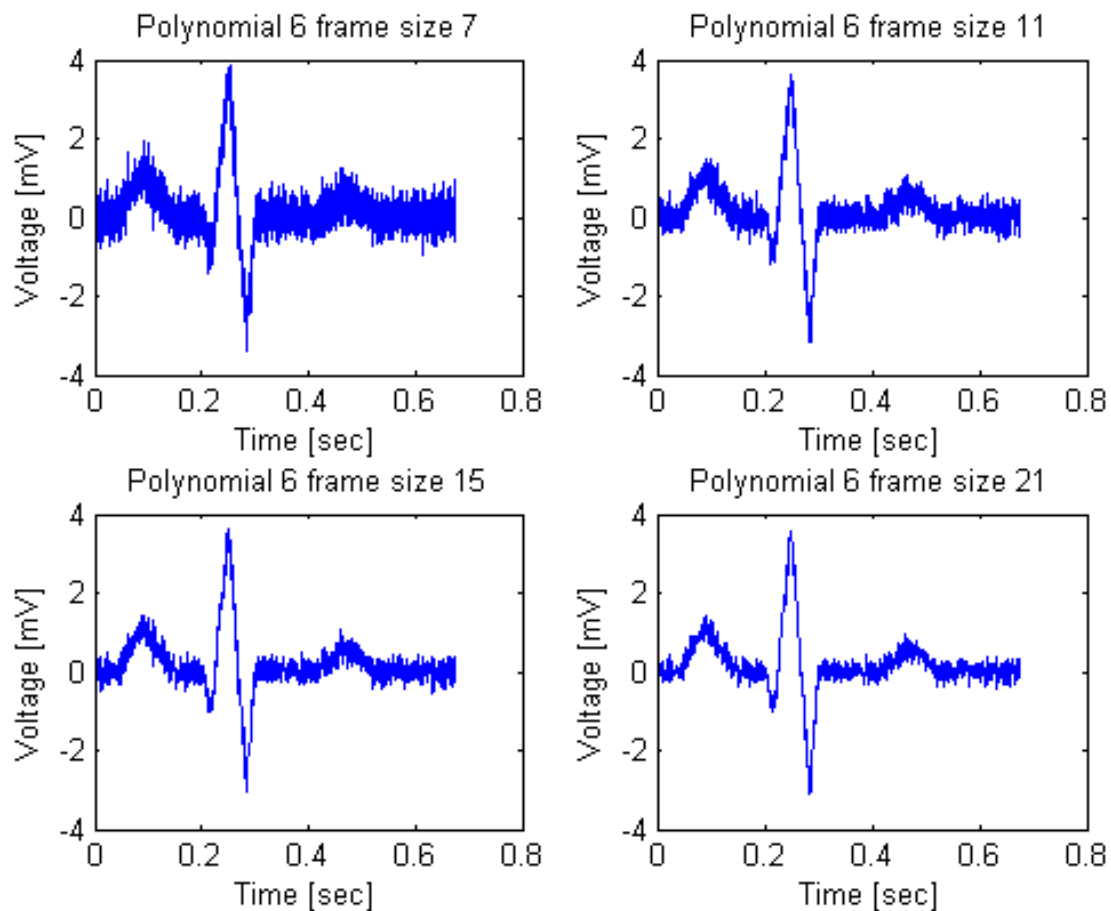 Polynomial 6 frame size 7
4
2
0
-2
-4
Voltage [mV]
0 0.2 0.4 0.6 0.8
Time [sec]
Polynomial 6 frame size 11
4
2
0
-2
-4
Voltage [mV]
0 0.2 0.4 0.6 0.8
Time [sec]
Polynomial 6 frame size 15
4
2
0
-2
-4
Voltage [mV]
0 0.2 0.4 0.6 0.8
Time [sec]
Polynomial 6 frame size 21
4
2
0
-2
-4
Voltage [mV]
0 0.2 0.4 0.6 0.8
Time [sec]